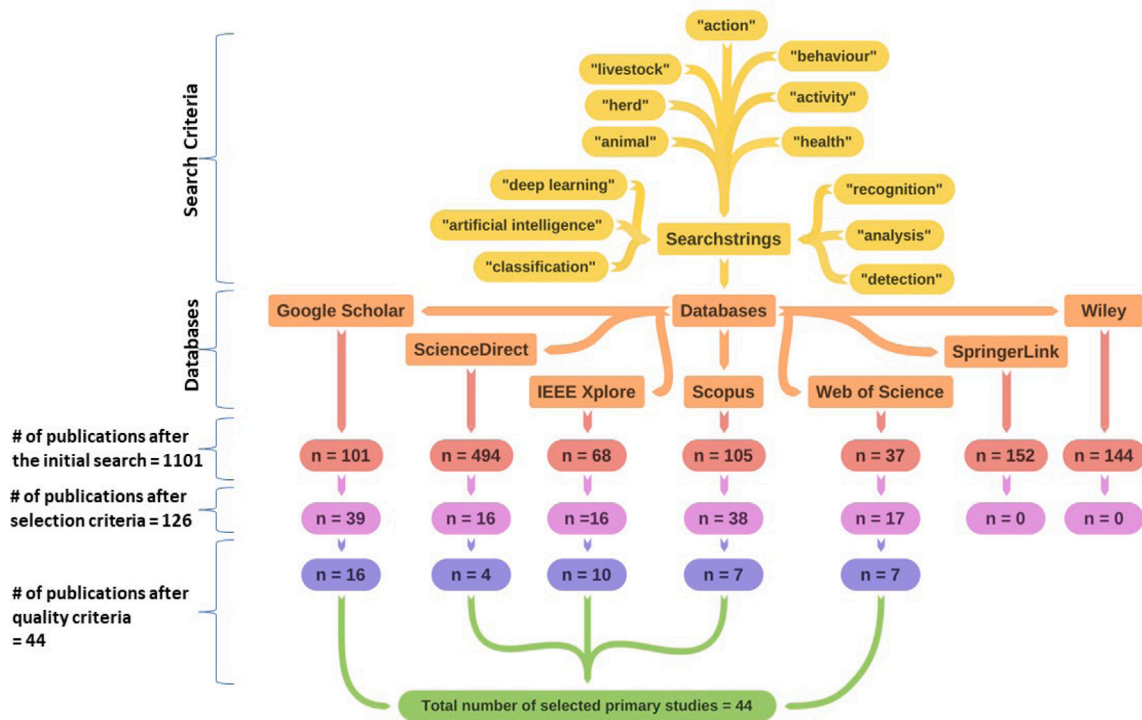 Search Criteria
"action"
"livestock"
"behaviour"
"herd"
"activity"
"animal"
"health"
"deep learning"
"recognition"
"artificial intelligence"
Searchstrings
"analysis"
"classification"
"detection"
Databases
Google Scholar
Databases
Wiley
ScienceDirect
SpringerLink
IEEE Xplore
Scopus
Web of Science
# of publications after
the initial search = 1101
n = 101
n = 494
n = 68
n = 105
n = 37
n = 152
n = 144
# of publications after
selection criteria = 126
n = 39
n = 16
n =16
n = 38
n = 17
n = 0
n = 0
# of publications after
quality criteria
= 44
n = 16
n = 4
n = 10
n = 7
n = 7
Total number of selected primary studies = 44